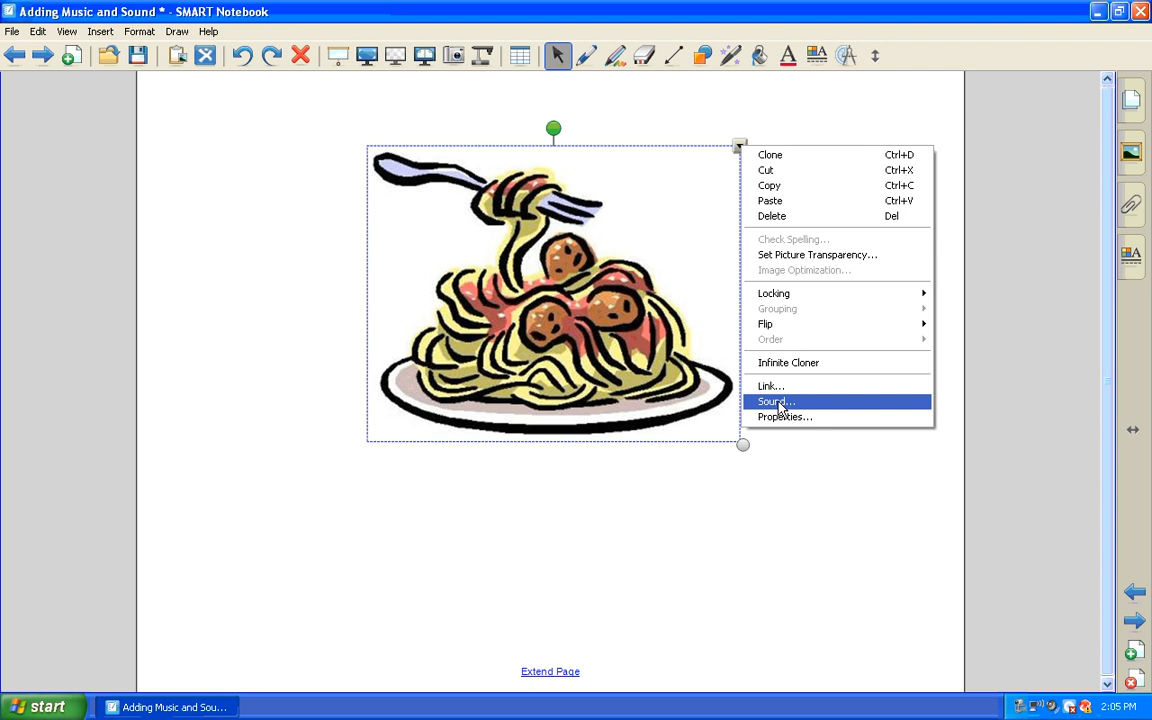 Adding Music and Sound * - SMART Notebook
File Edit View Insert Format Draw Help
Clone Ctrl+D
Cut Ctrl+X
Copy Ctrl+C
Paste Ctrl+V
Delete Del
Check Spelling...
Set Picture Transparency...
Image Optimization...
Locking
Grouping
Flip
Order
Infinite Cloner
Link...
Sound...
Properties...
Extend Page
start Adding Music and Sou... 2:05 PM